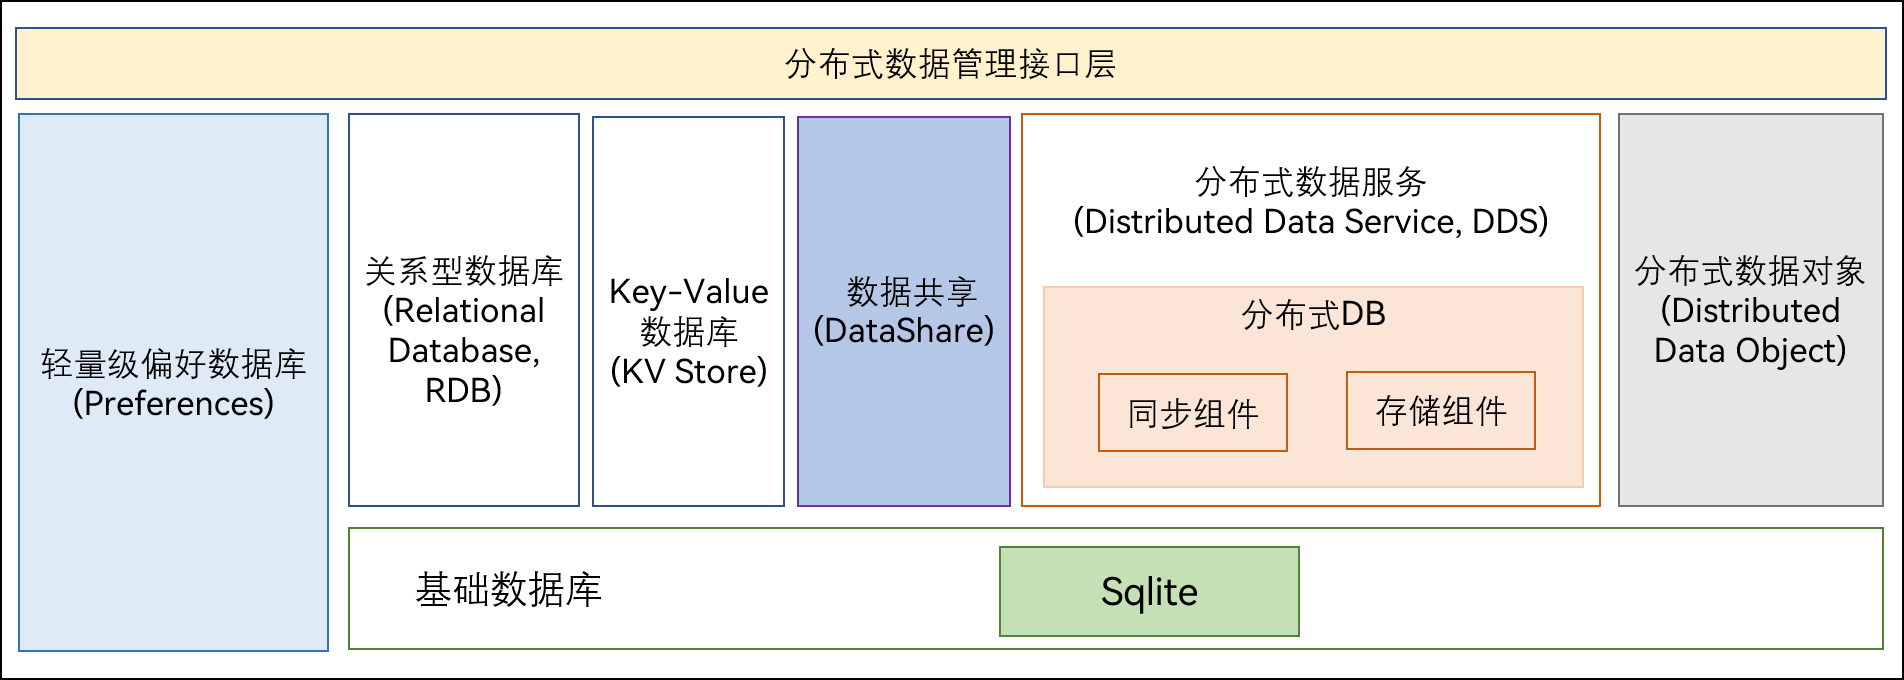 分布式数据管理接口层
轻量级偏好数据库
(Preferences)
关系型数据库
(Relational
Database,
RDB)
Key-Value
数据库
(KV Store)
数据共享
(DataShare)
分布式数据服务
(Distributed Data Service, DDS)
分布式DB
同步组件
存储组件
分布式数据对象
(Distributed
Data Object)
基础数据库
Sqlite